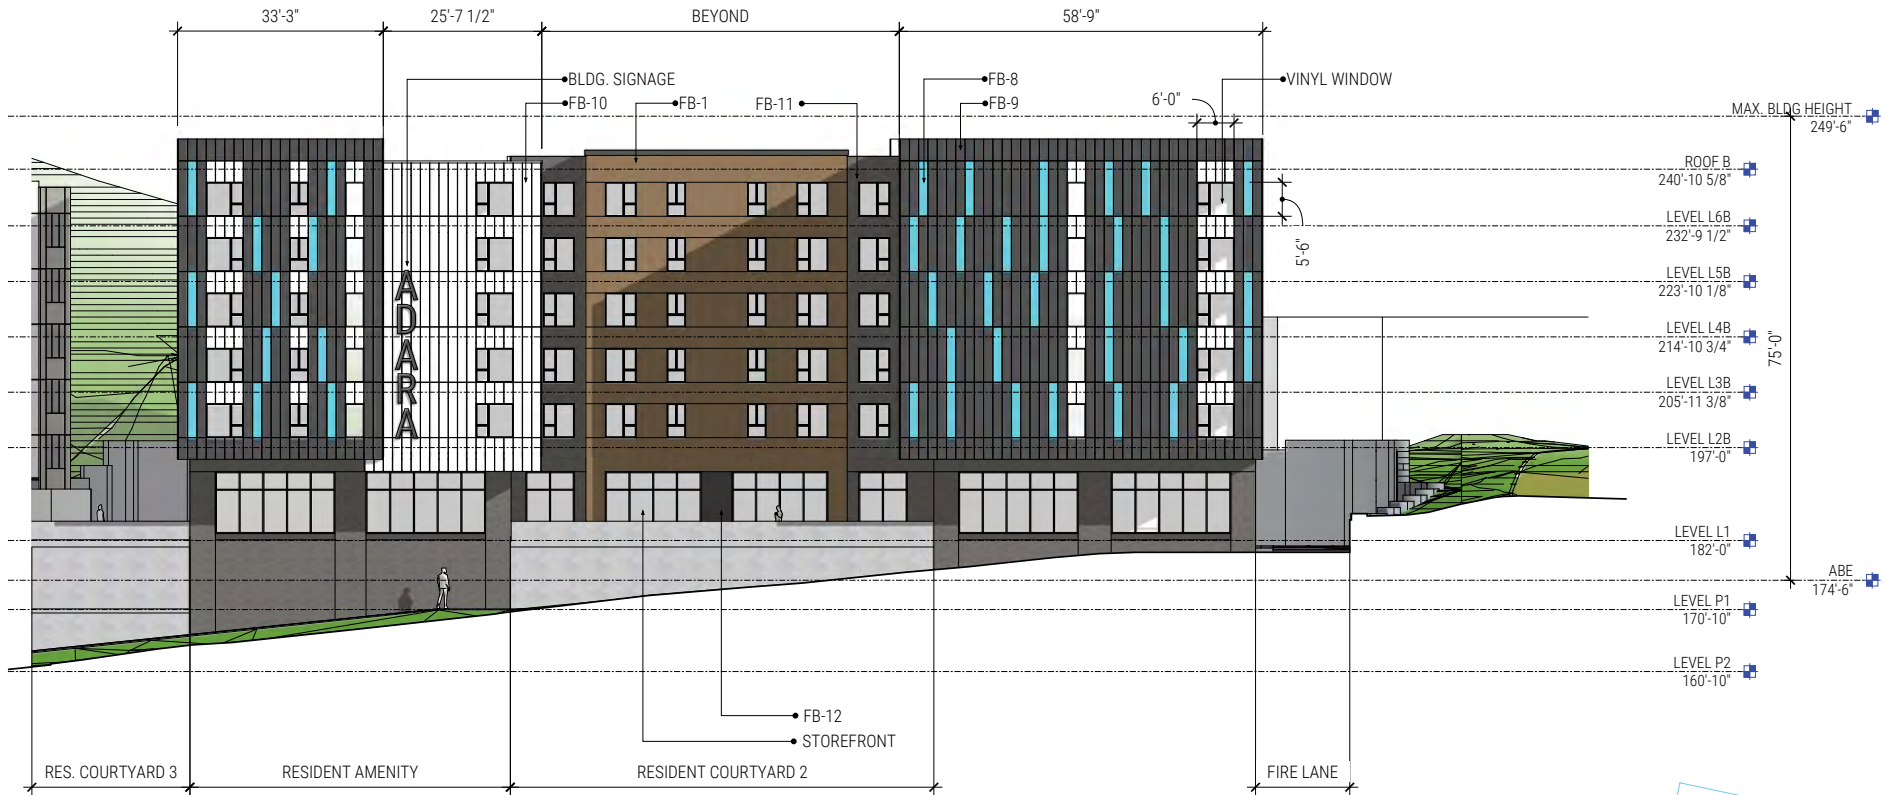 33'-3"
25'-7 1/2"
BEYOND
58'-9"
BLDG. SIGNAGE
FB-10
FB-1
FB-11
FB-8
FB-9
6'-0"
VINYL WINDOW
5'-6"
ADARA
MAX. BLDG HEIGHT
249'-6"
ROOF B
240'-10 5/8"
LEVEL L6B
232'-9 1/2"
LEVEL L5B
223'-10 1/8"
LEVEL L4B
214'-10 3/4"
75'-0"
LEVEL L3B
205'-11 3/8"
LEVEL L2B
197'-0"
LEVEL L1
182'-0"
ABE
174'-6"
LEVEL P1
170'-10"
LEVEL P2
160'-10"
FB-12
STOREFRONT
RES. COURTYARD 3
RESIDENT AMENITY
RESIDENT COURTYARD 2
FIRE LANE